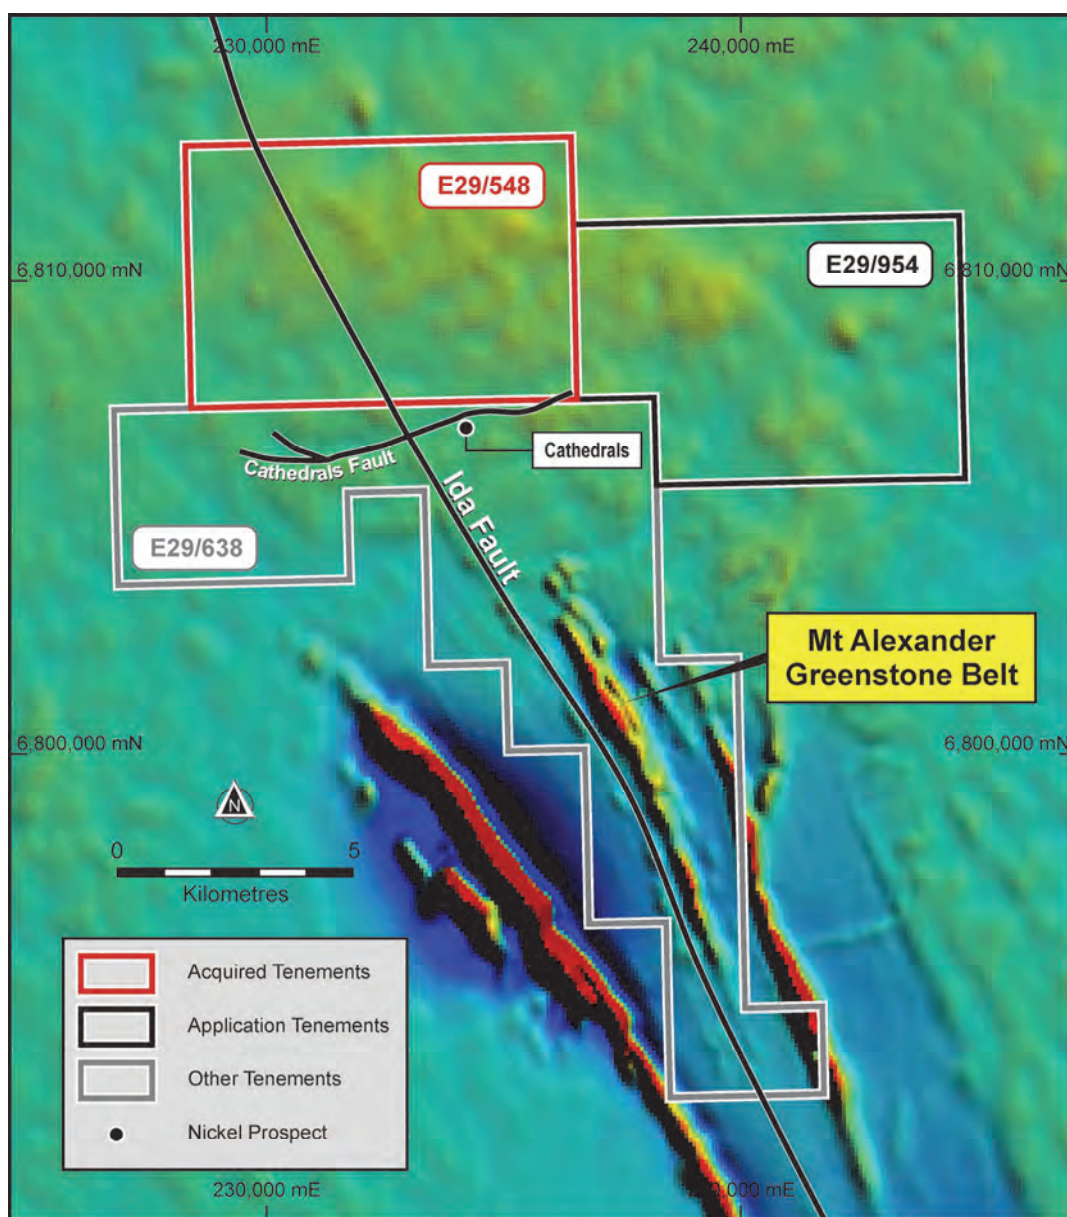 230,000 mE
240,000 mE
E29/548
6,810,000 mN
E29/954
6,810,000 mN
Cathedrals
Cathedrals Fault
Ida Fault
E29/638
Mt Alexander
Greenstone Belt
6,800,000 mN
6,800,000 mN
N
0
5
Kilometres
Acquired Tenements
Application Tenements
Other Tenements
Nickel Prospect
230,000 mE
,000 mE